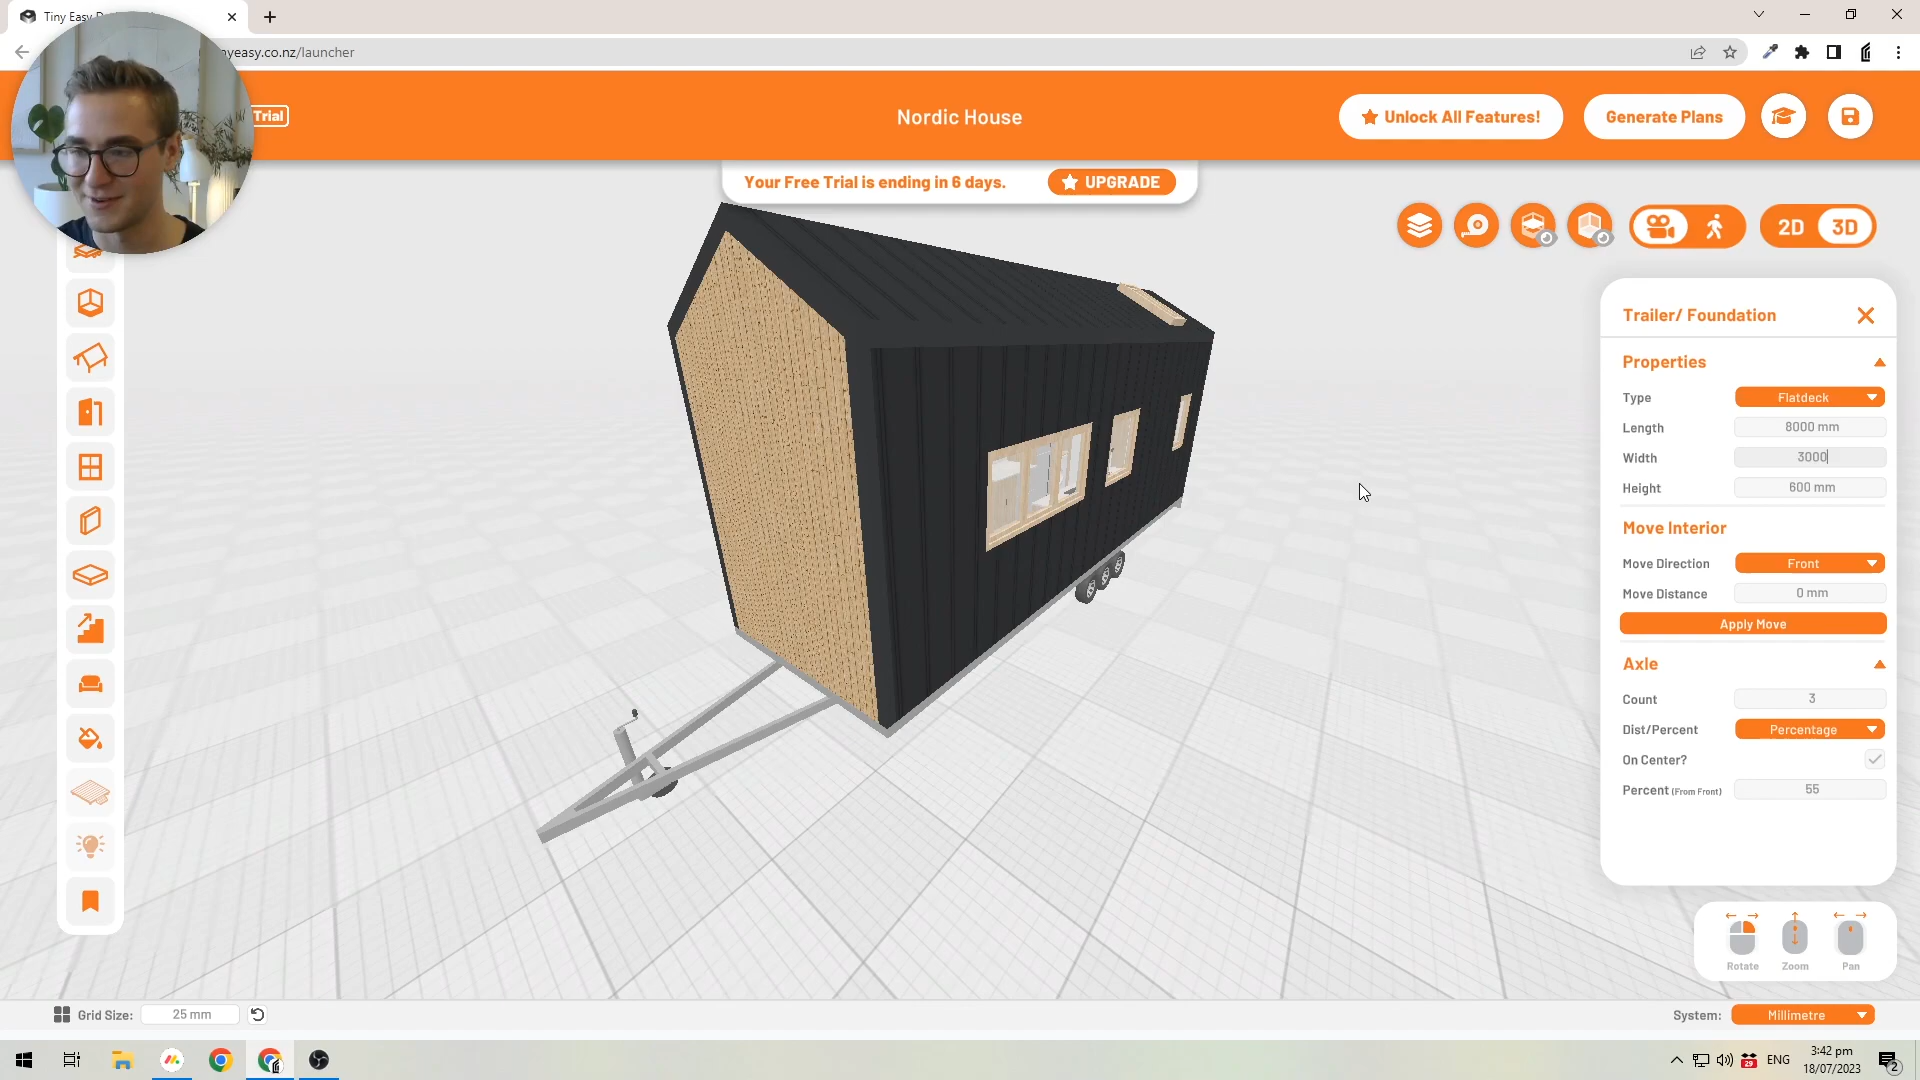 Tiny Easy
yeasy.co.nz/launcher
Trial
Nordic House
Unlock All Features!
Generate Plans
Your Free Trial is ending in 6 days.
UPGRADE
2D
3D
Trailer/ Foundation
Properties
Type
Flatdeck
Length
8000 mm
Width
3000
Height
600 mm
Move Interior
Move Direction
Front
Move Distance
0 mm
Apply Move
Axle
Count
3
Dist/Percent
Percentage
On Center?
Percent (From Front)
55
Rotate
Zoom
Pan
Grid Size:
25 mm
System:
Millimetre
29
ENG
3:42 pm
18/07/2023
2